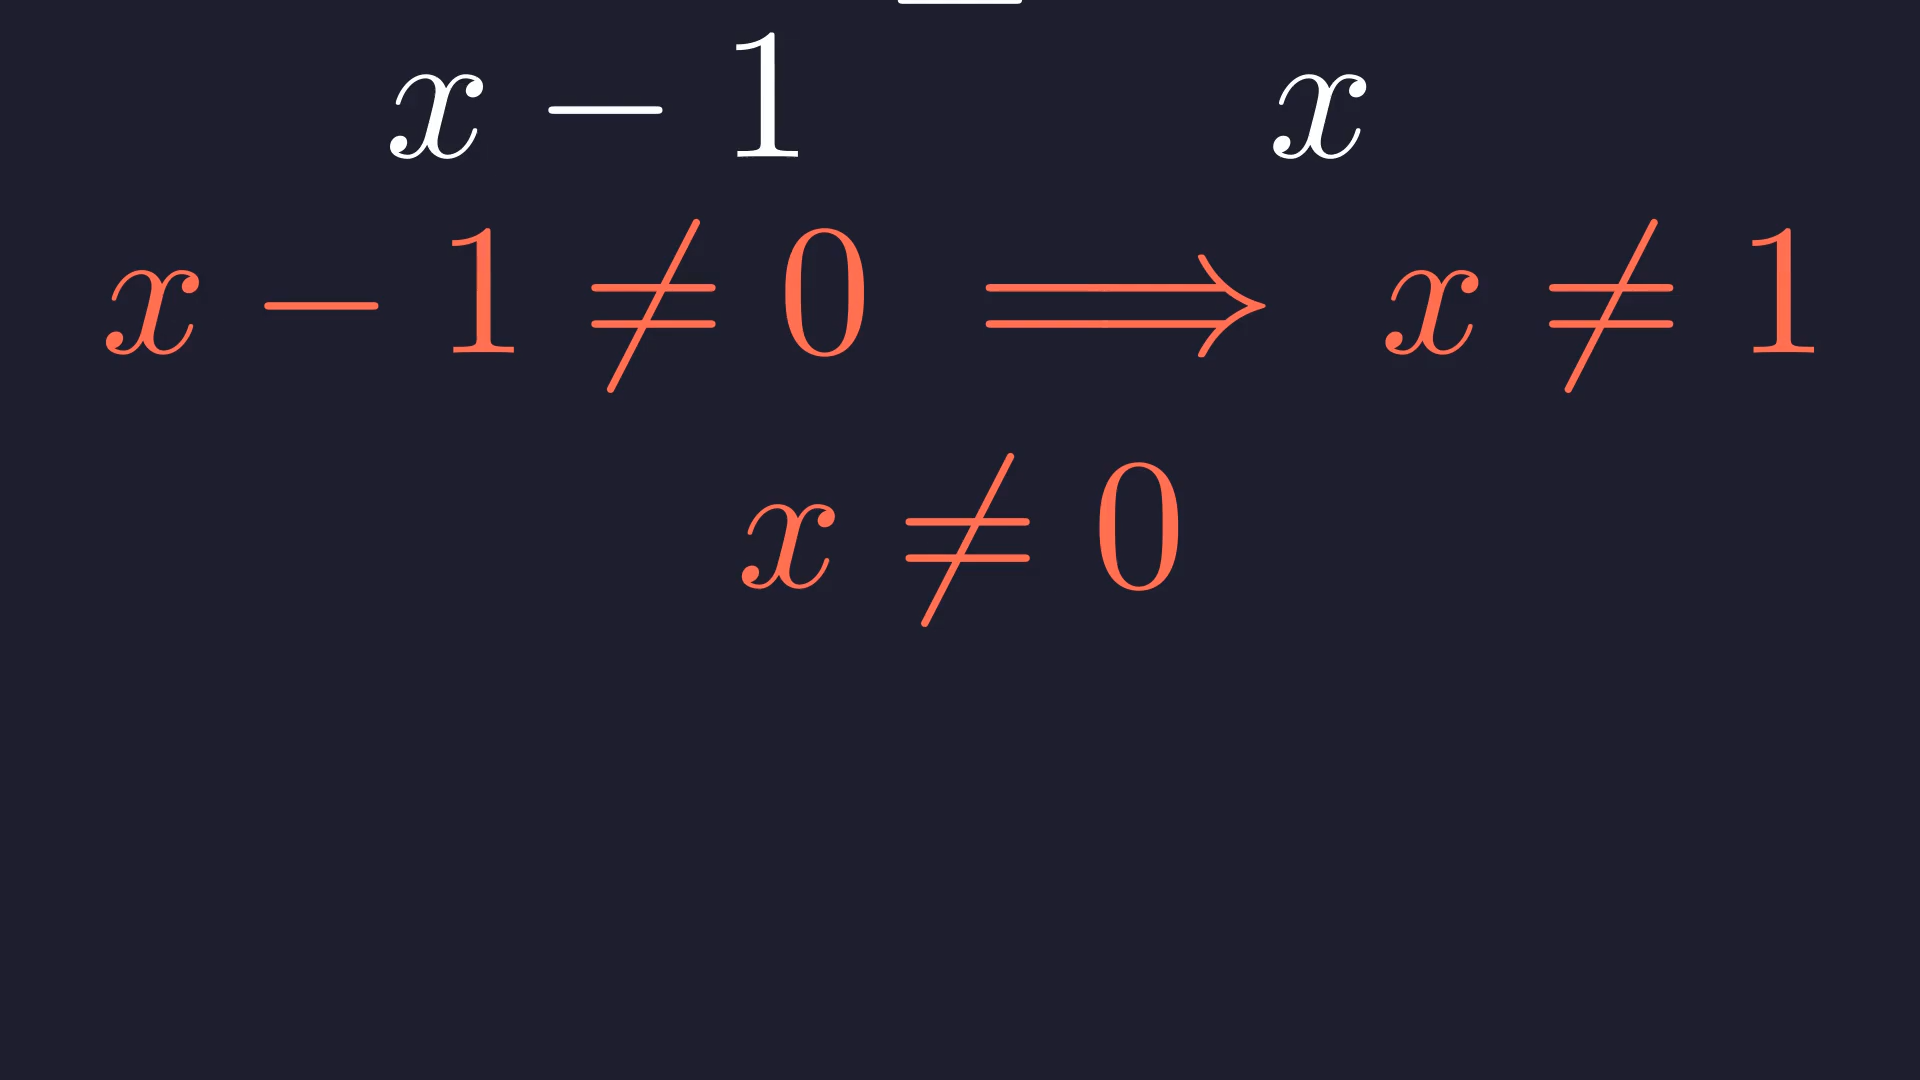 x − 1 x
x − 1 ≠ 0 ⟹ x ≠ 1
x ≠ 0